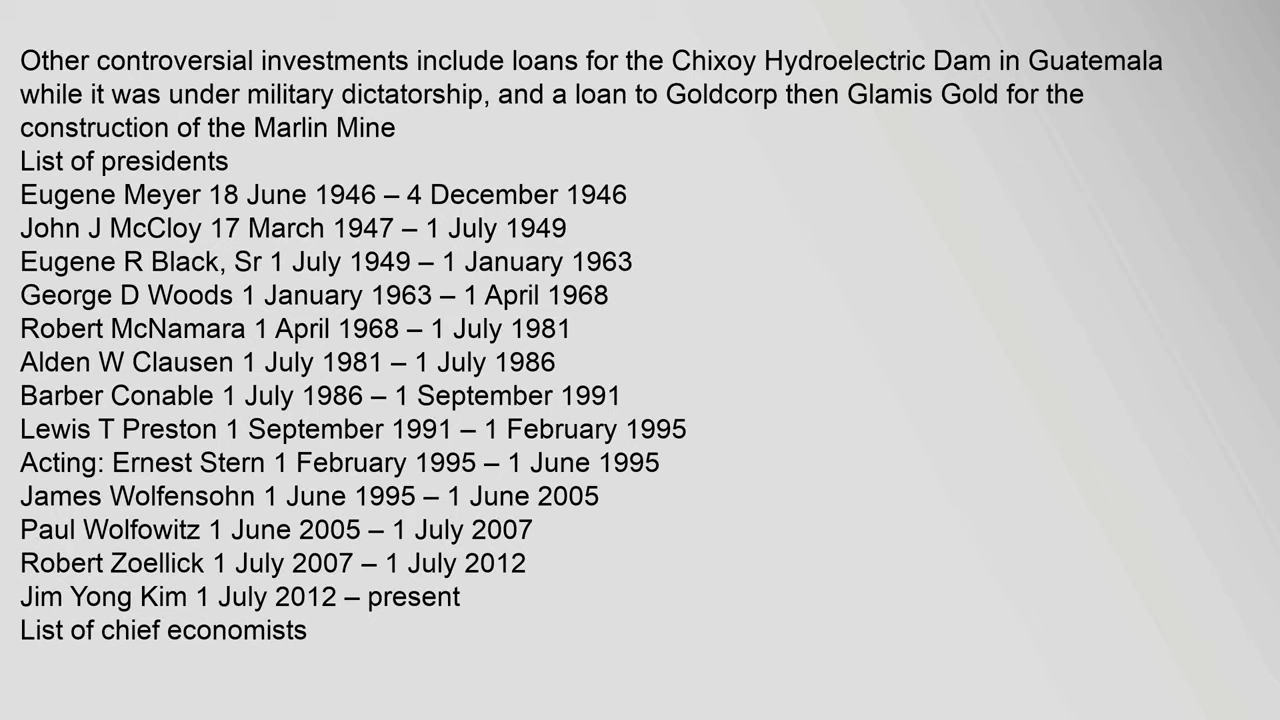 Other controversial investments include loans for the Chixoy Hydroelectric Dam in Guatemala
while it was under military dictatorship, and a loan to Goldcorp then Glamis Gold for the
construction of the Marlin Mine
List of presidents
Eugene Meyer 18 June 1946 – 4 December 1946
John J McCloy 17 March 1947 – 1 July 1949
Eugene R Black, Sr 1 July 1949 – 1 January 1963
George D Woods 1 January 1963 – 1 April 1968
Robert McNamara 1 April 1968 – 1 July 1981
Alden W Clausen 1 July 1981 – 1 July 1986
Barber Conable 1 July 1986 – 1 September 1991
Lewis T Preston 1 September 1991 – 1 February 1995
Acting: Ernest Stern 1 February 1995 – 1 June 1995
James Wolfensohn 1 June 1995 – 1 June 2005
Paul Wolfowitz 1 June 2005 – 1 July 2007
Robert Zoellick 1 July 2007 – 1 July 2012
Jim Yong Kim 1 July 2012 – present
List of chief economists